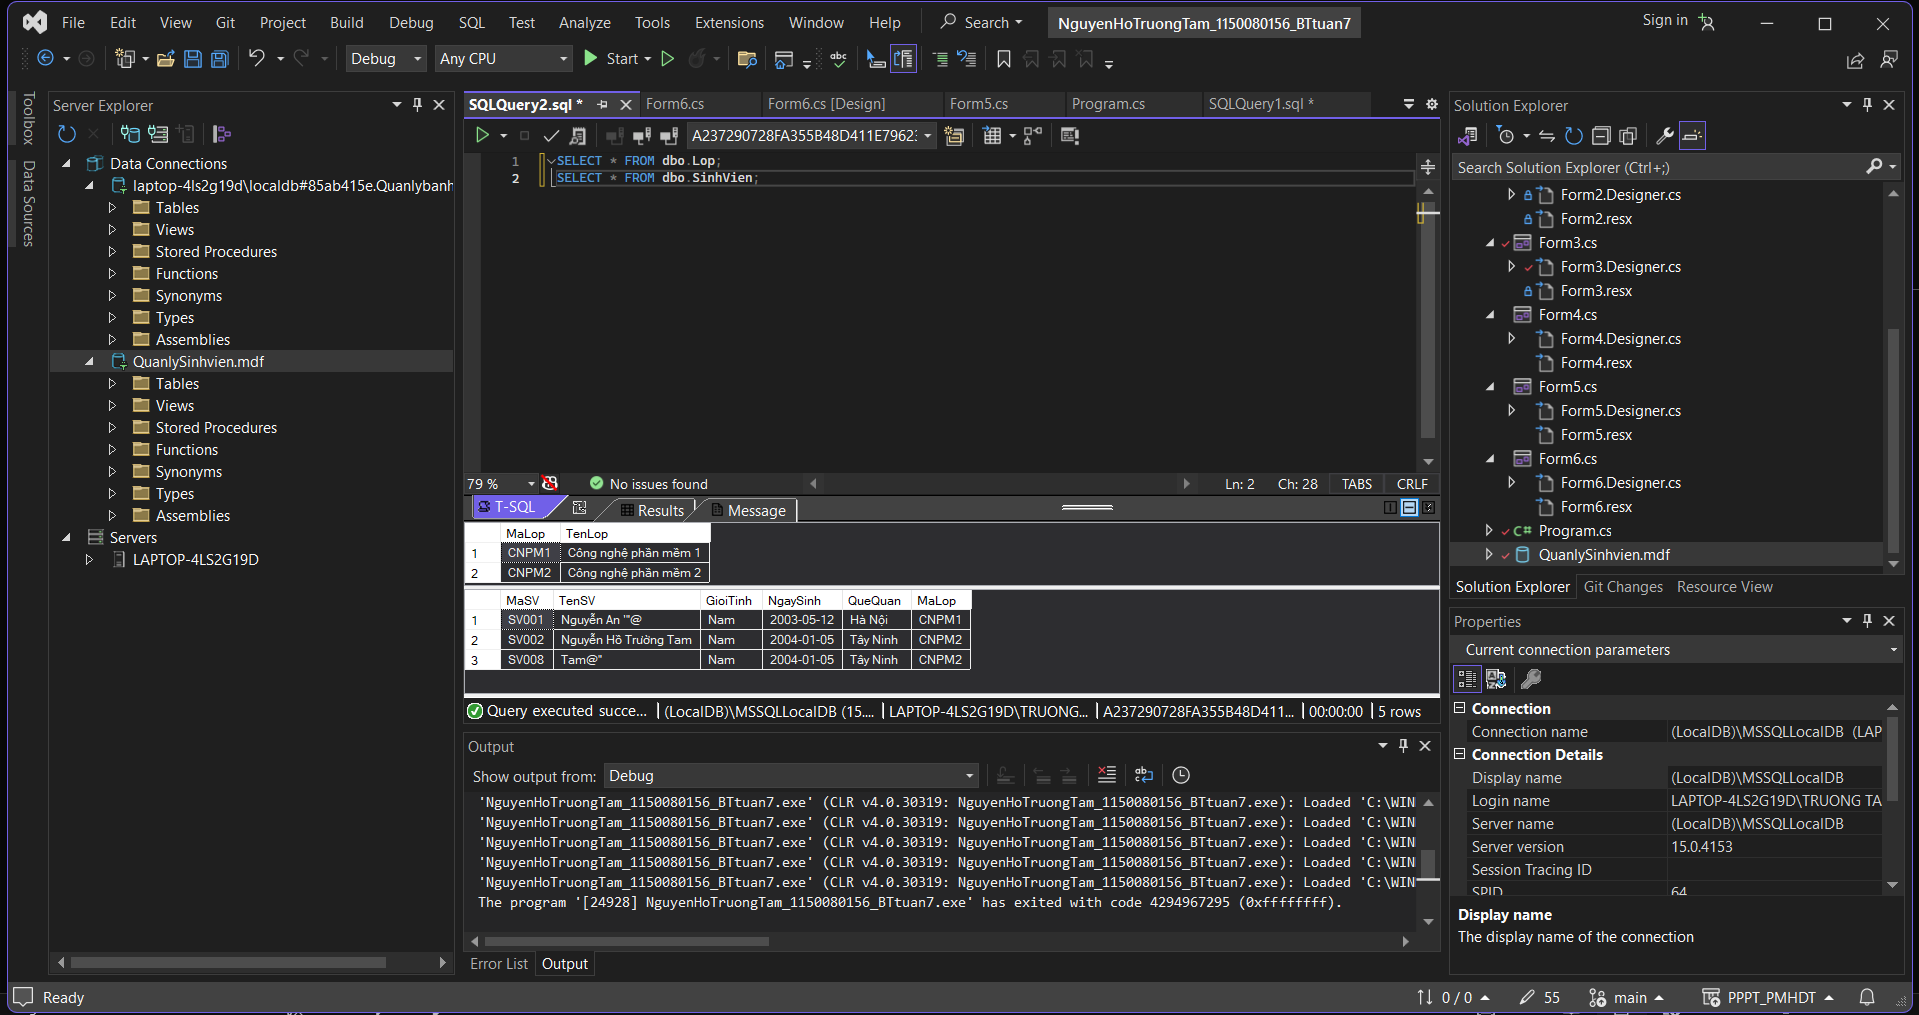 File Edit View Git Project Build Debug SQL Test Analyze Tools Extensions Window Help Search NguyenHoTruongTam_1150080156_BTtuan7 Sign in
Debug Any CPU Start
Toolbox
Data Sources
Server Explorer
Data Connections
laptop-4ls2g19d\localdb#85ab415e.Quanlybanh
Tables
Views
Stored Procedures
Functions
Synonyms
Types
Assemblies
QuanlySinhvien.mdf
Tables
Views
Stored Procedures
Functions
Synonyms
Types
Assemblies
Servers
LAPTOP-4LS2G19D
SQLQuery2.sql * Form6.cs Form6.cs [Design] Form5.cs Program.cs SQLQuery1.sql *
A237290728FA355B48D411E7962
1 SELECT * FROM dbo.Lop;
2 SELECT * FROM dbo.SinhVien;
79 % No issues found Ln: 2 Ch: 28 TABS CRLF
T-SQL Results Message
MaLop TenLop
1 CNPM1 Công nghệ phần mềm 1
2 CNPM2 Công nghệ phần mềm 2
MaSV TenSV GioiTinh NgaySinh QueQuan MaLop
1 SV001 Nguyễn An '"@ Nam 2003-05-12 Hà Nội CNPM1
2 SV002 Nguyễn Hồ Trường Tam Nam 2004-01-05 Tây Ninh CNPM2
3 SV008 Tam@" Nam 2004-01-05 Tây Ninh CNPM2
Query executed succe... (LocalDB)\MSSQLLocalDB (15.... LAPTOP-4LS2G19D\TRUONG... A237290728FA355B48D411... 00:00:00 5 rows
Output
Show output from: Debug
'NguyenHoTruongTam_1150080156_BTtuan7.exe' (CLR v4.0.30319: NguyenHoTruongTam_1150080156_BTtuan7.exe): Loaded 'C:\WIN
'NguyenHoTruongTam_1150080156_BTtuan7.exe' (CLR v4.0.30319: NguyenHoTruongTam_1150080156_BTtuan7.exe): Loaded 'C:\WIN
'NguyenHoTruongTam_1150080156_BTtuan7.exe' (CLR v4.0.30319: NguyenHoTruongTam_1150080156_BTtuan7.exe): Loaded 'C:\WIN
'NguyenHoTruongTam_1150080156_BTtuan7.exe' (CLR v4.0.30319: NguyenHoTruongTam_1150080156_BTtuan7.exe): Loaded 'C:\WIN
'NguyenHoTruongTam_1150080156_BTtuan7.exe' (CLR v4.0.30319: NguyenHoTruongTam_1150080156_BTtuan7.exe): Loaded 'C:\WIN
The program '[24928] NguyenHoTruongTam_1150080156_BTtuan7.exe' has exited with code 4294967295 (0xffffffff).
Error List Output
Solution Explorer
Search Solution Explorer (Ctrl+;)
Form2.Designer.cs
Form2.resx
Form3.cs
Form3.Designer.cs
Form3.resx
Form4.cs
Form4.Designer.cs
Form4.resx
Form5.cs
Form5.Designer.cs
Form5.resx
Form6.cs
Form6.Designer.cs
Form6.resx
C# Program.cs
QuanlySinhvien.mdf
Solution Explorer Git Changes Resource View
Properties
Current connection parameters
Connection
Connection name (LocalDB)\MSSQLLocalDB (LAP
Connection Details
Display name (LocalDB)\MSSQLLocalDB
Login name LAPTOP-4LS2G19D\TRUONG TA
Server name (LocalDB)\MSSQLLocalDB
Server version 15.0.4153
Session Tracing ID
SPID 64
Display name
The display name of the connection
Ready 0 / 0 55 main PPPT_PMHDT